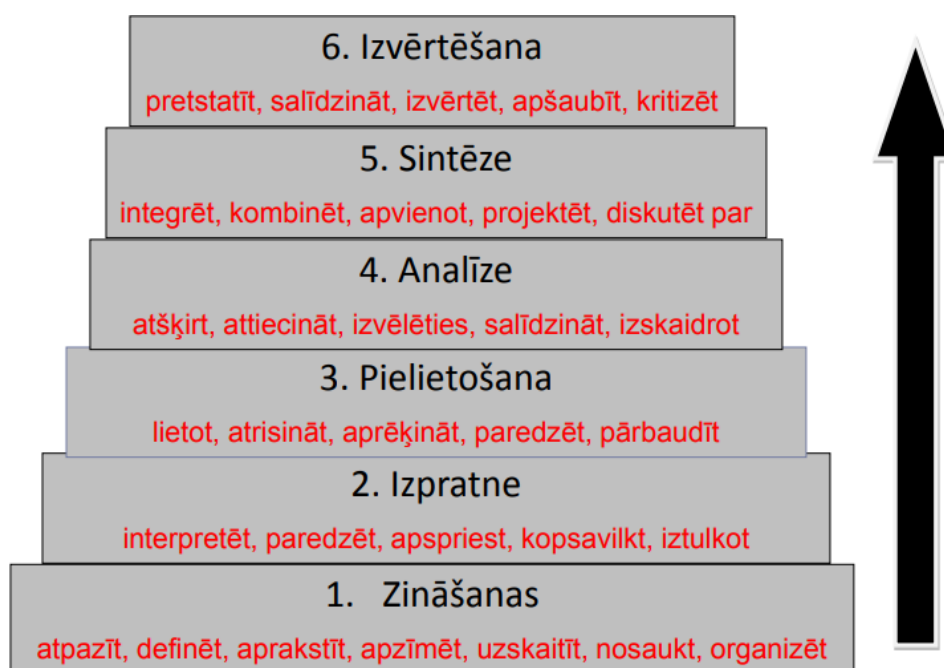 6. Izvērtēšana
pretstatīt, salīdzināt, izvērtēt, apšaubīt, kritizēt
5. Sintēze
integrēt, kombinēt, apvienot, projektēt, diskutēt par
4. Analīze
atšķirt, attiecināt, izvēlēties, salīdzināt, izskaidrot
3. Pielietošana
lietot, atrisināt, aprēķināt, paredzēt, pārbaudīt
2. Izpratne
interpretēt, paredzēt, apspriest, kopsavilkt, iztulkot
1. Zināšanas
atpazīt, definēt, aprakstīt, apzīmēt, uzskaitīt, nosaukt, organizēt